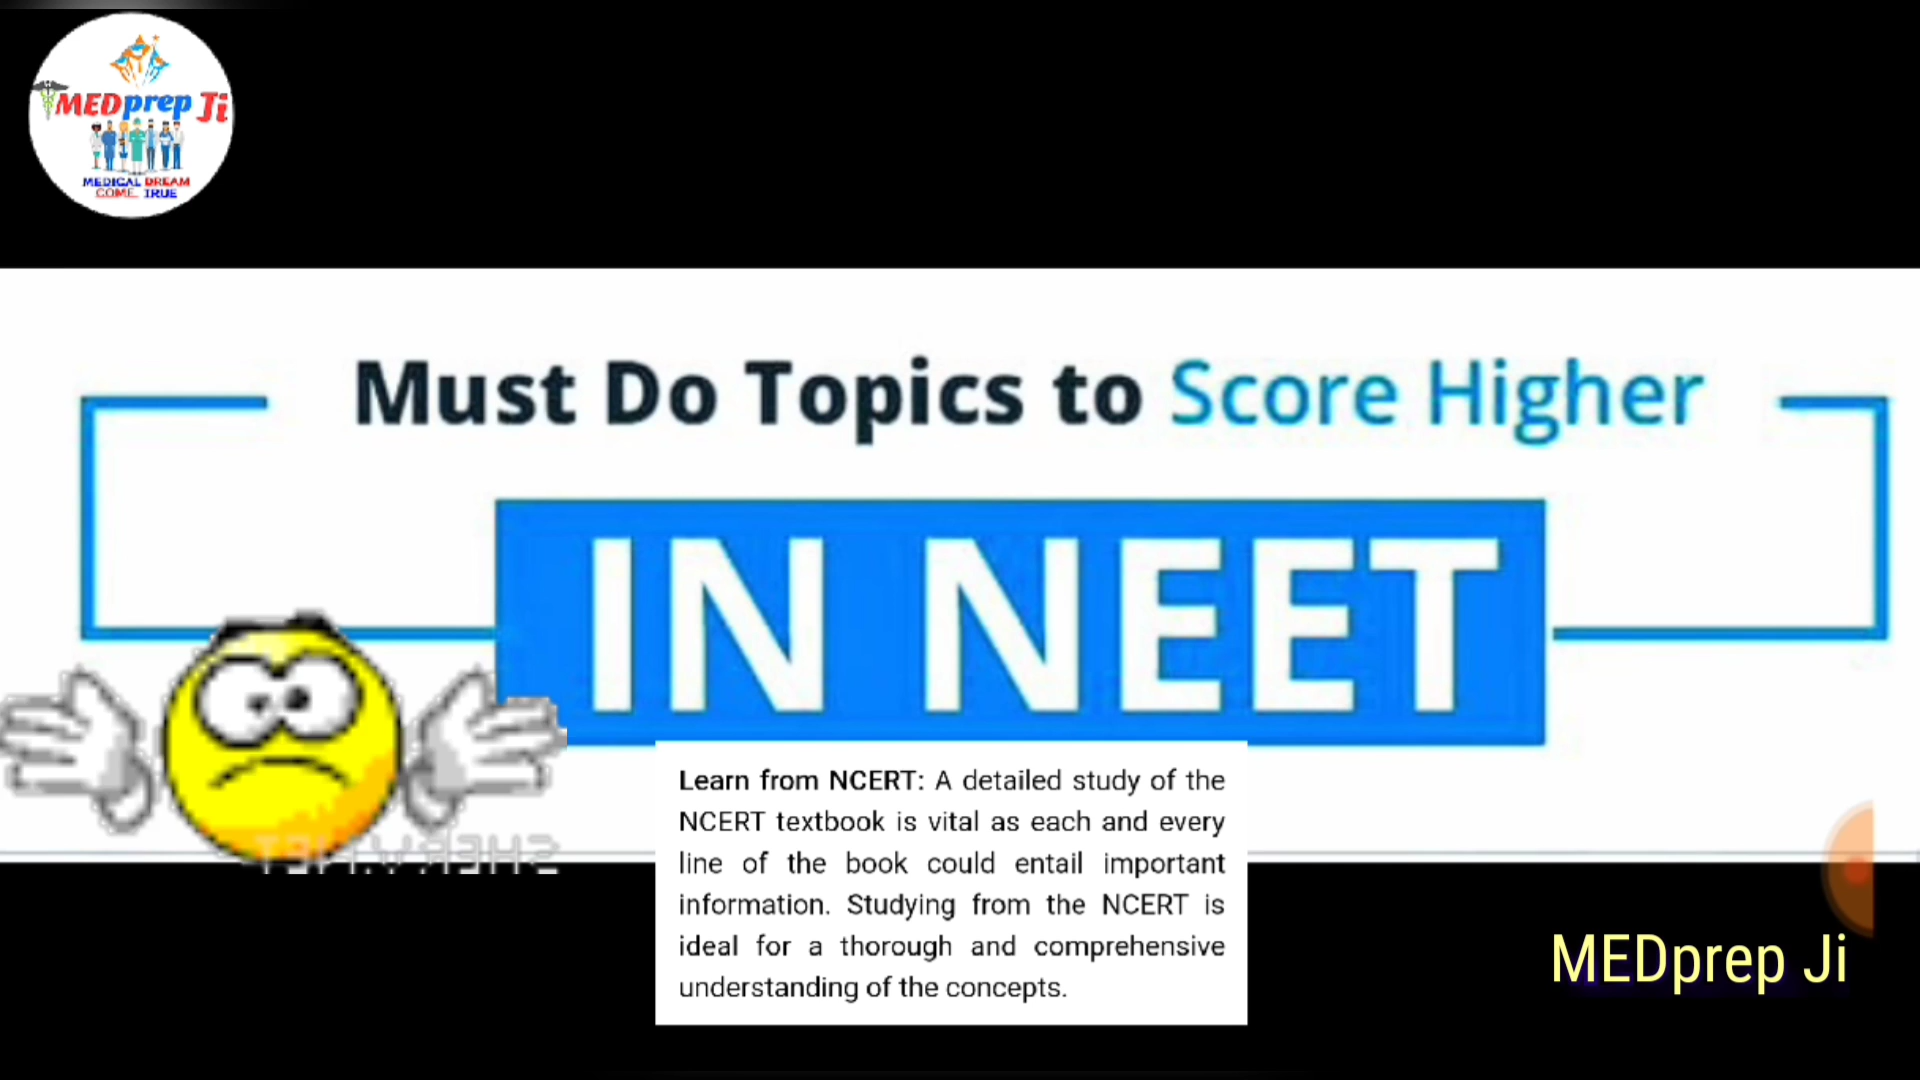 MEDprep Ji
MEDICAL DREAM
COME TRUE
Must Do Topics to Score Higher
IN NEET
Learn from NCERT: A detailed study of the
NCERT textbook is vital as each and every
line of the book could entail important
information. Studying from the NCERT is
ideal for a thorough and comprehensive
understanding of the concepts.
MEDprep Ji